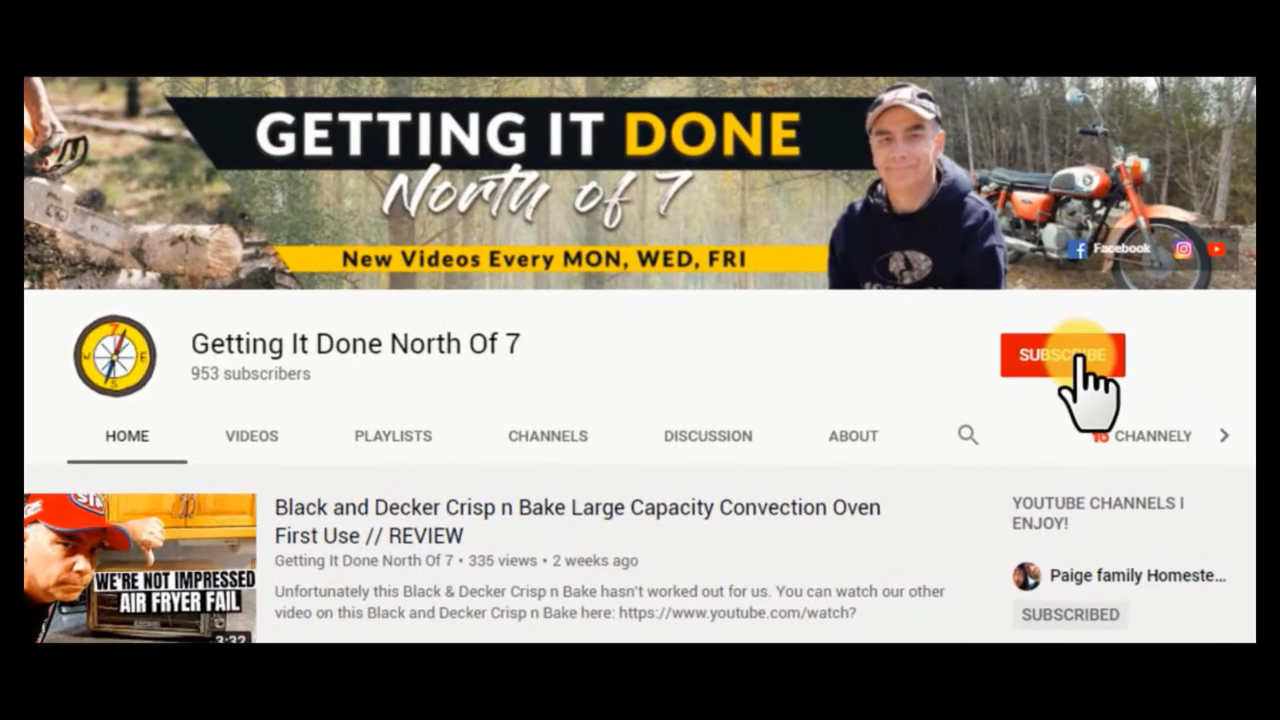 GETTING IT DONE
North of 7
New Videos Every MON, WED, FRI
Facebook
7
W E
S
Getting It Done North Of 7
953 subscribers
SUBSCRIBE
HOME VIDEOS PLAYLISTS CHANNELS DISCUSSION ABOUT CHANNELY
Black and Decker Crisp n Bake Large Capacity Convection Oven
First Use // REVIEW
Getting It Done North Of 7 • 335 views • 2 weeks ago
Unfortunately this Black & Decker Crisp n Bake hasn't worked out for us. You can watch our other
video on this Black and Decker Crisp n Bake here: https://www.youtube.com/watch?
WE'RE NOT IMPRESSED
AIR FRYER FAIL
3:32
YOUTUBE CHANNELS I
ENJOY!
Paige family Homeste...
SUBSCRIBED